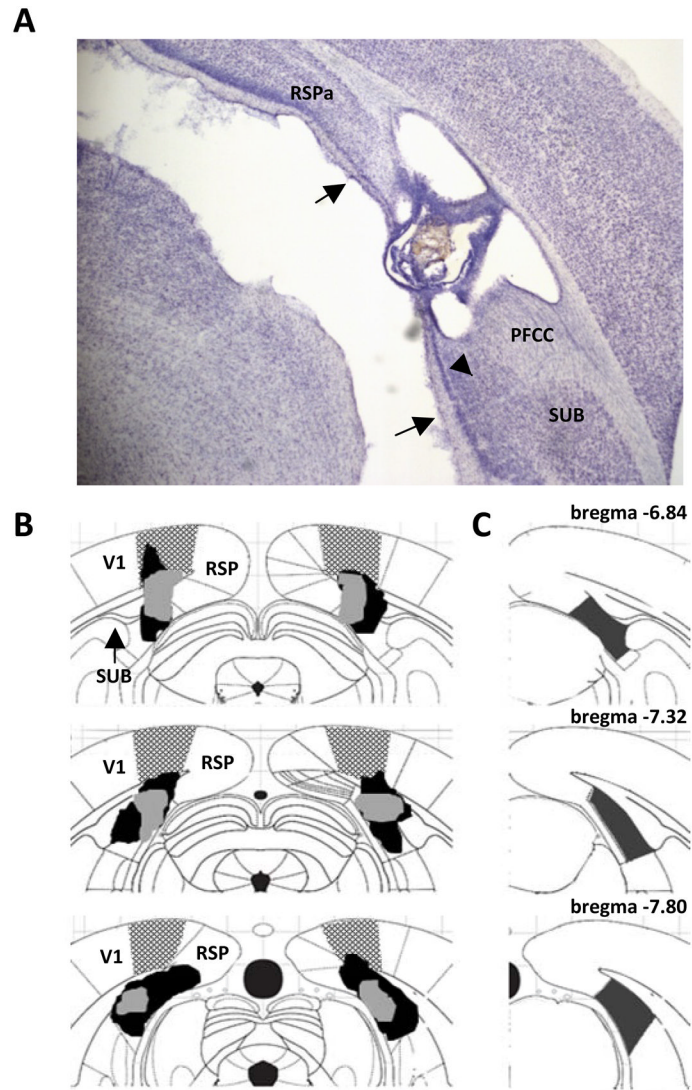 A
RSPa
PFCC
SUB
B
C
bregma -6.84
V1
RSP
SUB
bregma -7.32
V1
RSP
bregma -7.80
V1
RSP